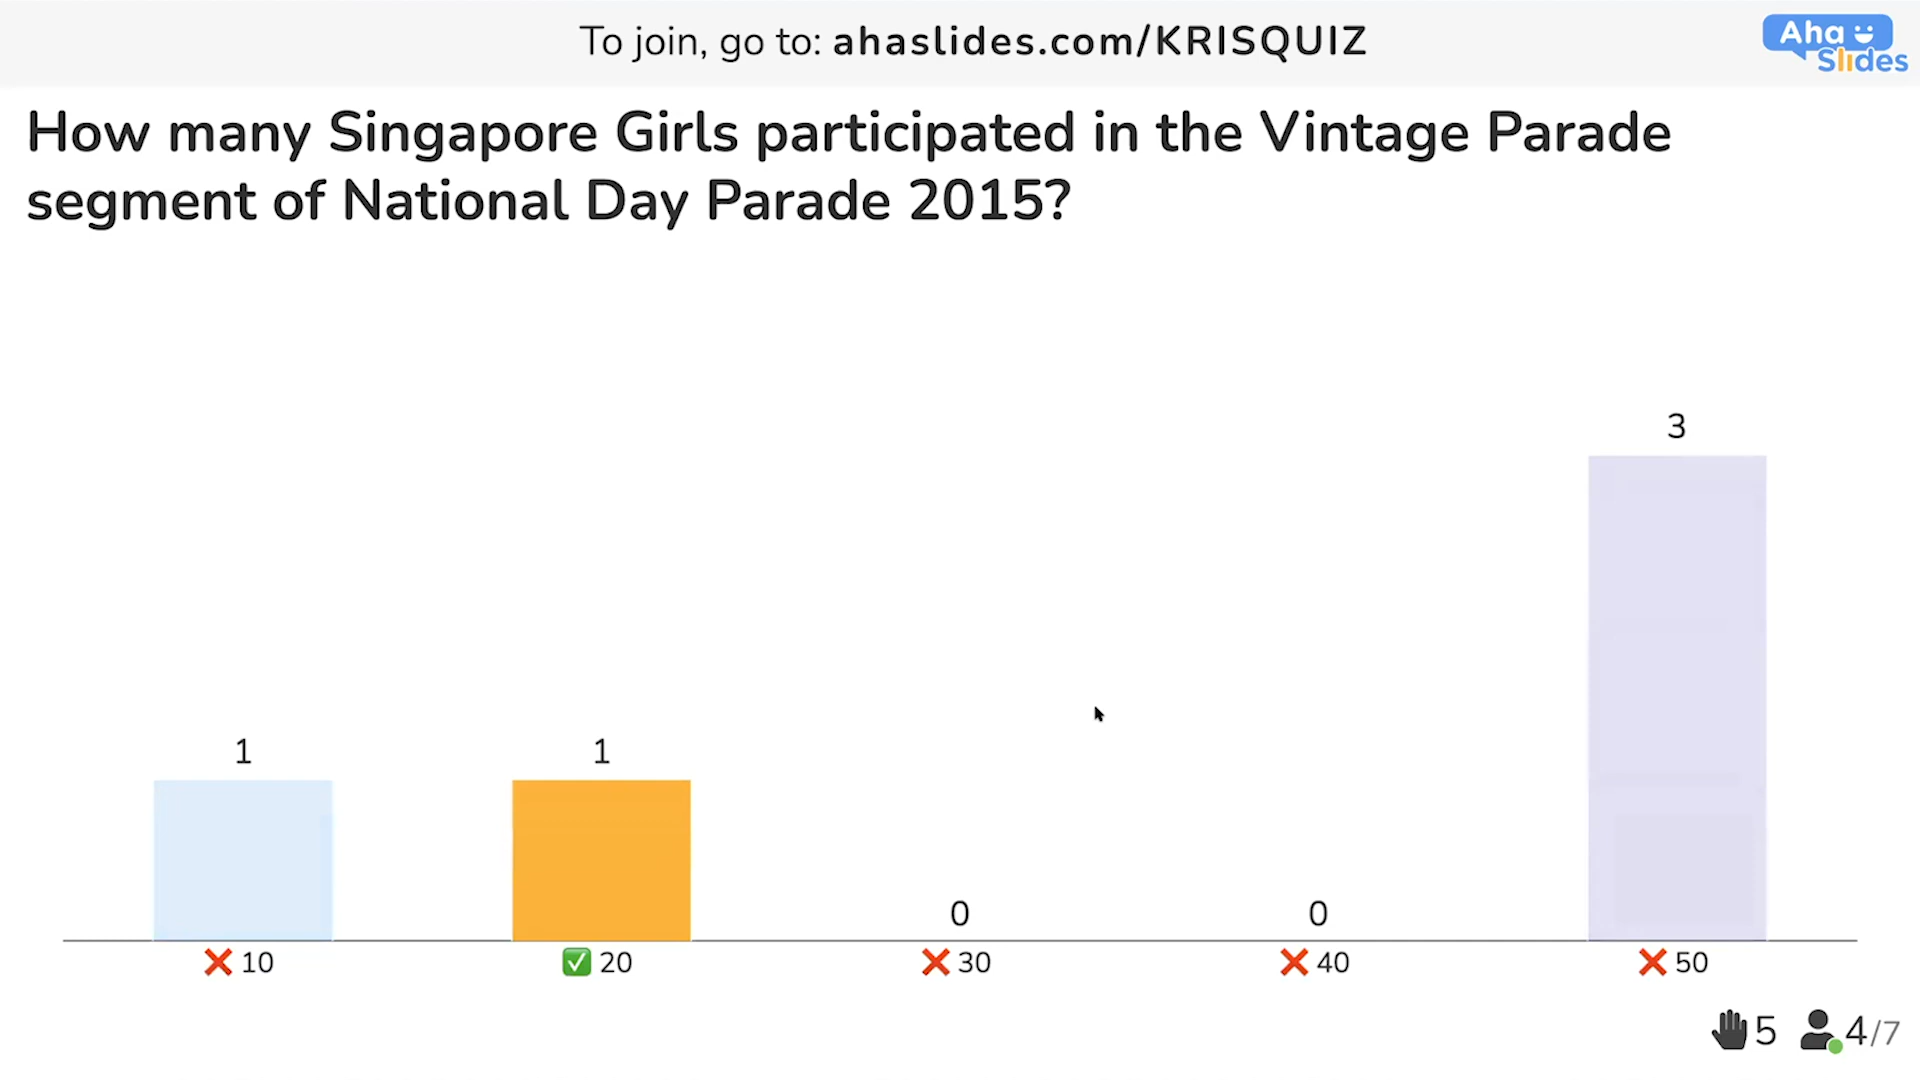 To join, go to: ahaslides.com/KRISQUIZ
Aha
Slides
How many Singapore Girls participated in the Vintage Parade
segment of National Day Parade 2015?
3
1 1
0 0
❌ 10 ✅ 20 ❌ 30 ❌ 40 ❌ 50
5 4/7